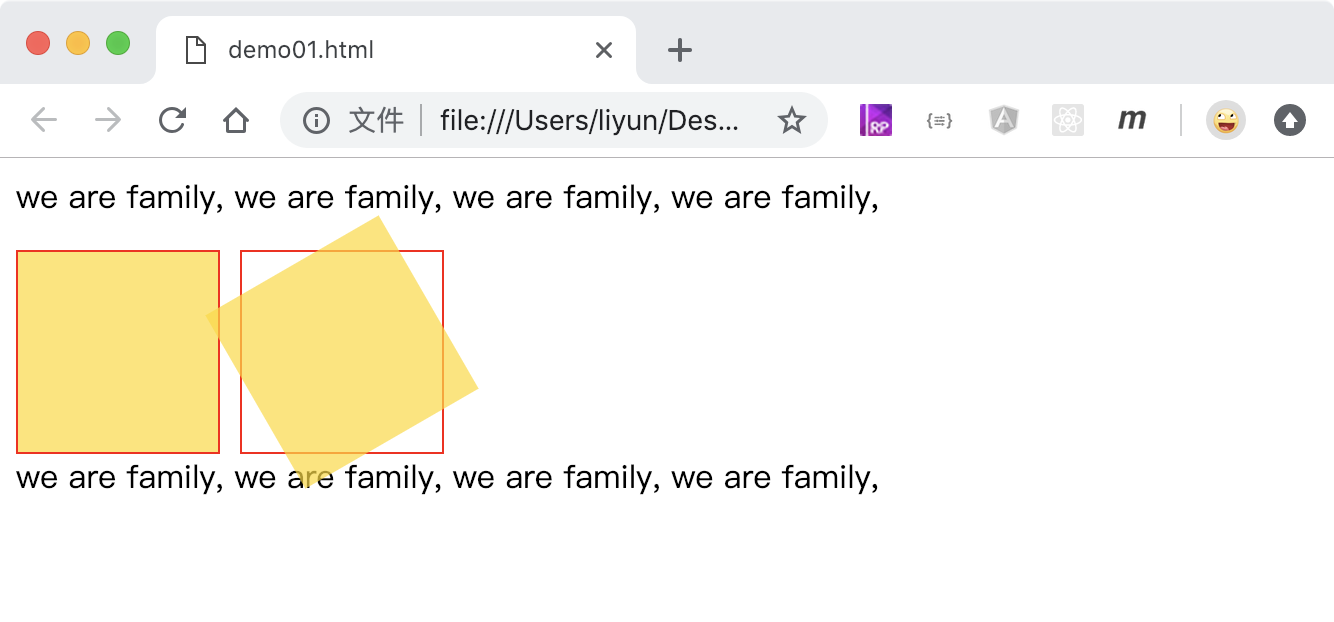 demo01.html
文件 file:///Users/liyun/Des...
RP
{≡}
A
m
we are family, we are family, we are family, we are family,
we are family, we are family, we are family, we are family,